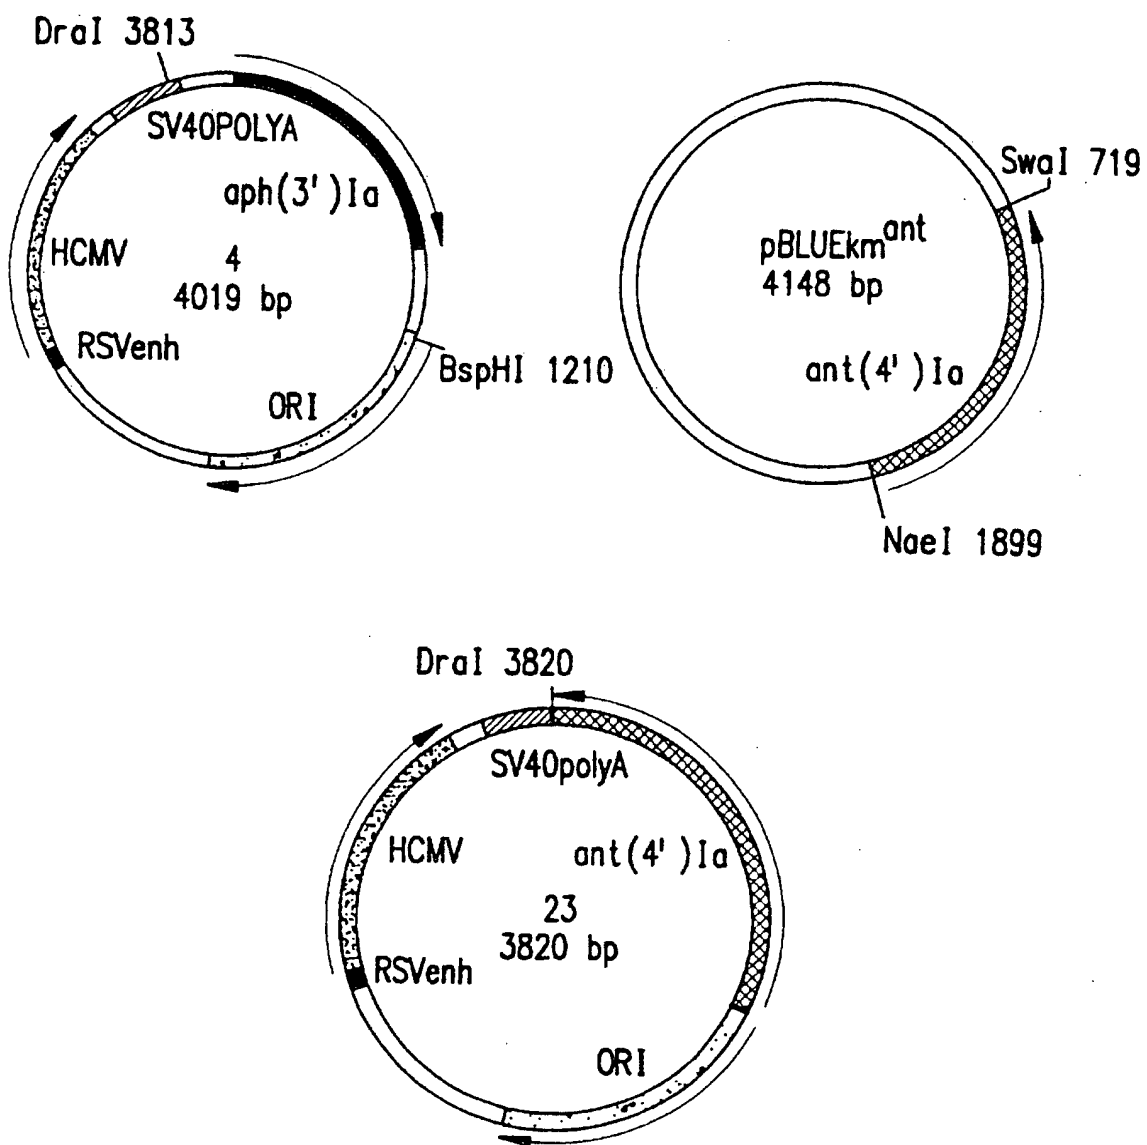 DraI 3813
SV40POLYA
aph(3')Ia
HCMV
4
4019 bp
RSVenh
BspHI 1210
ORI
SwaI 719
pBLUEkm^ant
4148 bp
ant(4')Ia
NaeI 1899
DraI 3820
SV40polyA
HCMV
ant(4')Ia
23
3820 bp
RSVenh
ORI